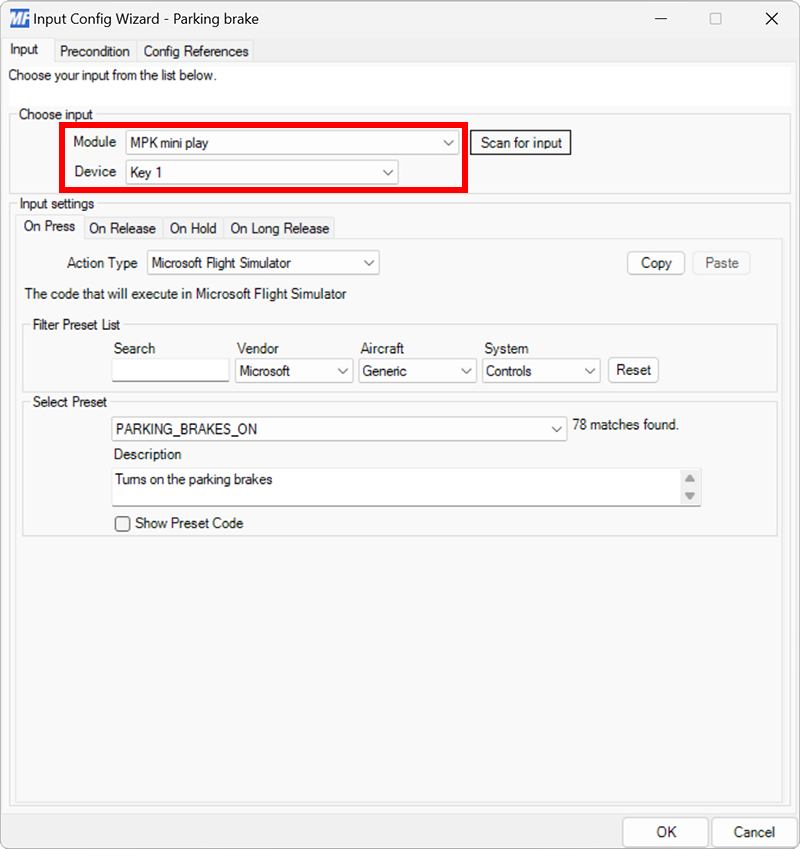 MF Input Config Wizard - Parking brake
Input Precondition Config References
Choose your input from the list below.
Choose input
Module MPK mini play Scan for input
Device Key 1
Input settings
On Press On Release On Hold On Long Release
Action Type Microsoft Flight Simulator Copy Paste
The code that will execute in Microsoft Flight Simulator
Filter Preset List
Search Vendor Aircraft System
Microsoft Generic Controls Reset
Select Preset
PARKING_BRAKES_ON 78 matches found.
Description
Turns on the parking brakes
Show Preset Code
OK Cancel